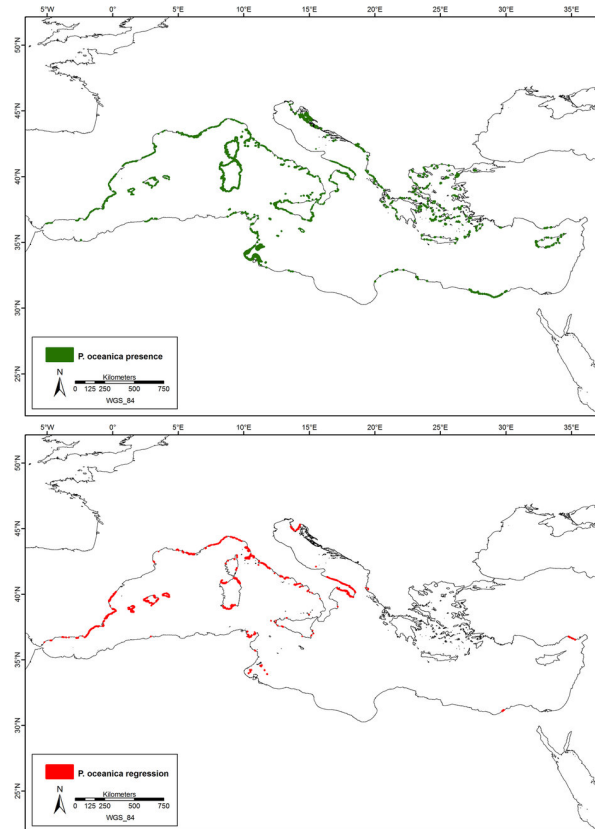 5°W 0° 5°E 10°E 15°E 20°E 25°E 30°E 35°E
50°N
45°N
40°N
35°N
30°N
25°N
P. oceanica presence
N
Kilometers
0 125 250 500 750
WGS_84
5°W 0° 5°E 10°E 15°E 20°E 25°E 30°E 35°E
50°N
45°N
40°N
35°N
30°N
25°N
P. oceanica regression
N
Kilometers
0 125 250 500 750
WGS_84